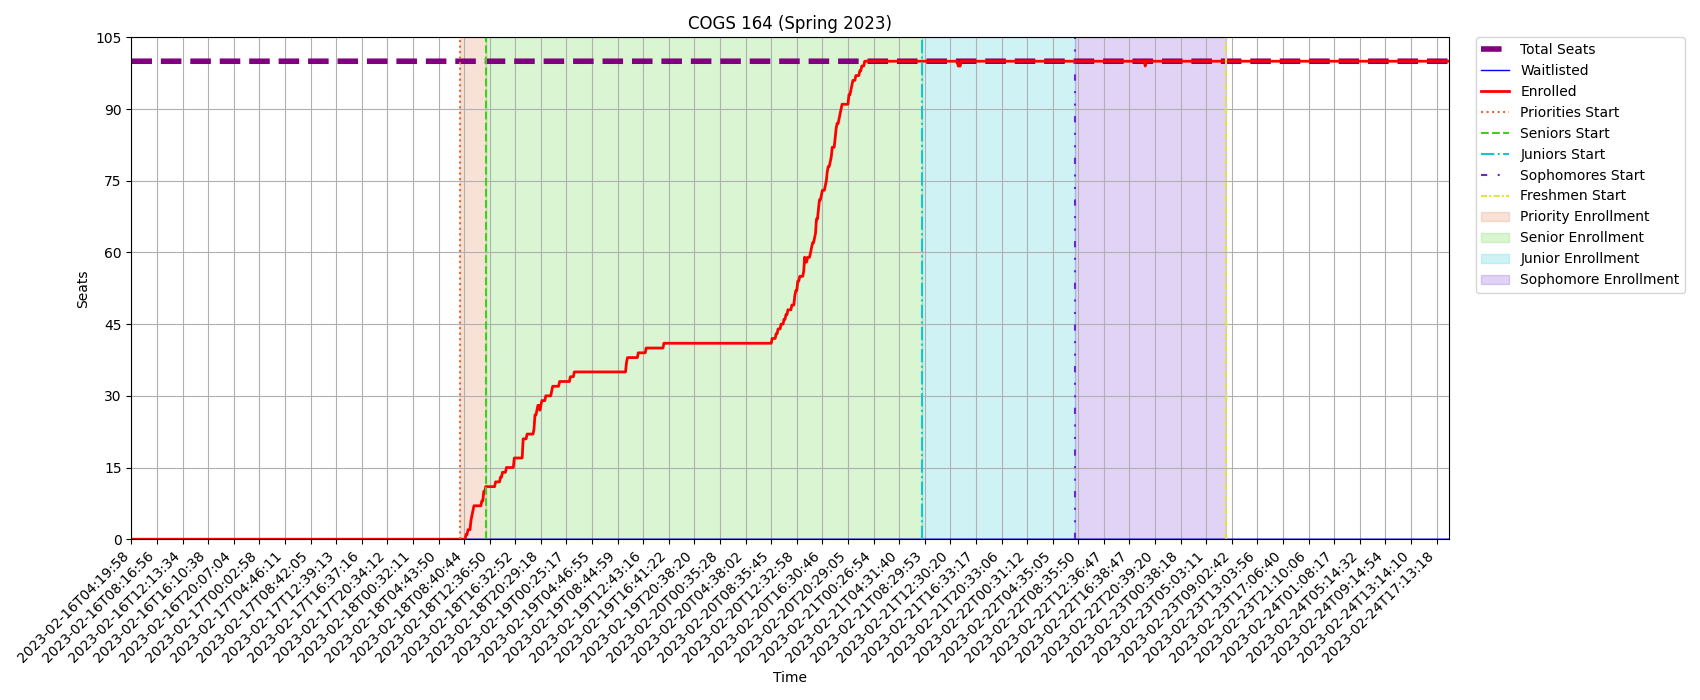 COGS 164 (Spring 2023)
105
90
75
60
45
30
15
0
Seats
2023-02-16T04:19:58
2023-02-16T08:16:56
2023-02-16T12:13:34
2023-02-16T16:10:38
2023-02-16T20:07:04
2023-02-17T00:02:58
2023-02-17T04:46:11
2023-02-17T08:42:05
2023-02-17T12:39:13
2023-02-17T16:37:16
2023-02-17T20:34:12
2023-02-18T00:32:11
2023-02-18T04:43:50
2023-02-18T08:40:44
2023-02-18T12:36:50
2023-02-18T16:32:52
2023-02-18T20:29:18
2023-02-19T00:25:17
2023-02-19T04:46:55
2023-02-19T08:44:59
2023-02-19T12:43:16
2023-02-19T16:41:22
2023-02-19T20:38:20
2023-02-20T00:35:28
2023-02-20T04:38:02
2023-02-20T08:35:45
2023-02-20T12:32:58
2023-02-20T16:30:46
2023-02-20T20:29:05
2023-02-21T00:26:54
2023-02-21T04:31:40
2023-02-21T08:29:53
2023-02-21T12:30:20
2023-02-21T16:33:17
2023-02-21T20:33:06
2023-02-22T00:31:12
2023-02-22T04:35:05
2023-02-22T08:35:50
2023-02-22T12:36:47
2023-02-22T16:38:47
2023-02-22T20:39:20
2023-02-23T00:38:18
2023-02-23T05:03:11
2023-02-23T09:02:42
2023-02-23T13:03:56
2023-02-23T17:06:40
2023-02-23T21:10:06
2023-02-24T01:08:17
2023-02-24T05:14:32
2023-02-24T09:14:54
2023-02-24T13:14:10
2023-02-24T17:13:18
Time
Total Seats
Waitlisted
Enrolled
Priorities Start
Seniors Start
Juniors Start
Sophomores Start
Freshmen Start
Priority Enrollment
Senior Enrollment
Junior Enrollment
Sophomore Enrollment